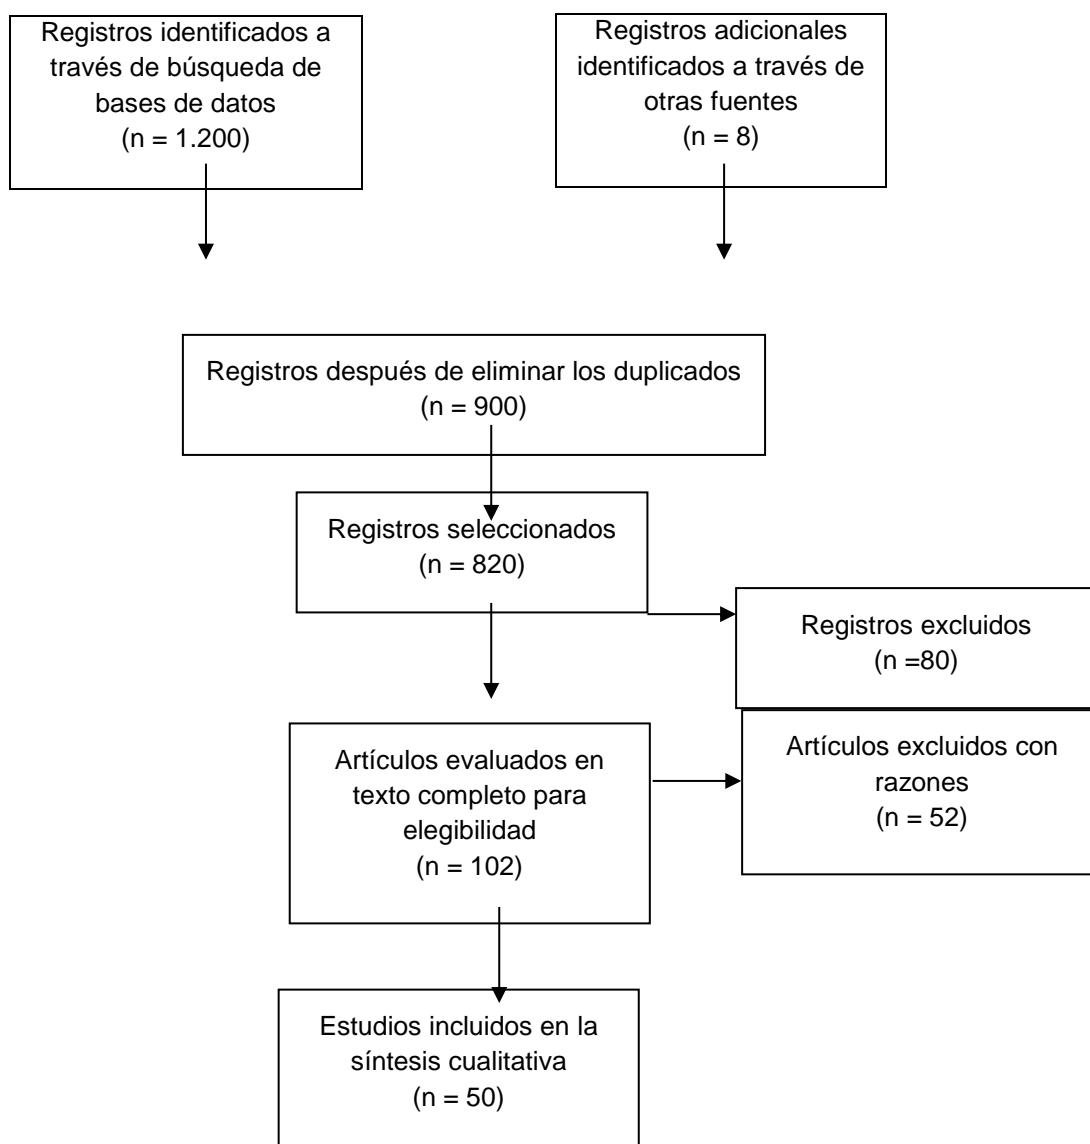 Registros identificados a
través de búsqueda de
bases de datos
(n = 1.200)
Registros adicionales
identificados a través de
otras fuentes
(n = 8)
Registros después de eliminar los duplicados
(n = 900)
Registros seleccionados
(n = 820)
Registros excluidos
(n =80)
Artículos evaluados en
texto completo para
elegibilidad
(n = 102)
Artículos excluidos con
razones
(n = 52)
Estudios incluidos en la
síntesis cualitativa
(n = 50)